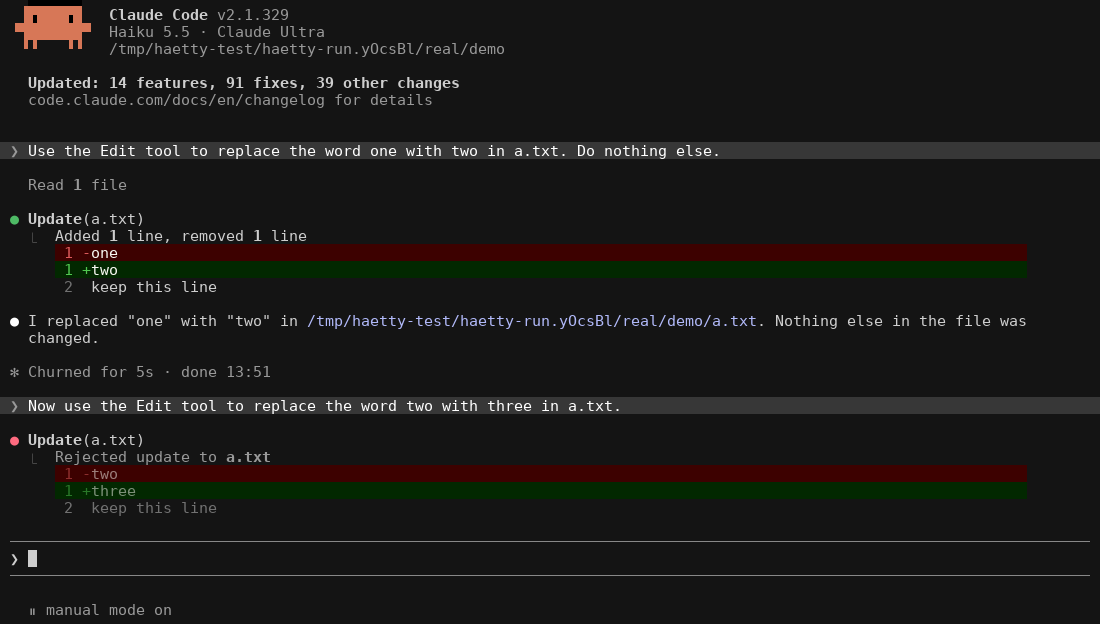 Claude Code v2.1.329
Haiku 5.5 · Claude Ultra
/tmp/haetty-test/haetty-run.yOcsBl/real/demo
Updated: 14 features, 91 fixes, 39 other changes
code.claude.com/docs/en/changelog for details
❯ Use the Edit tool to replace the word one with two in a.txt. Do nothing else.
Read 1 file
● Update(a.txt)
⎿ Added 1 line, removed 1 line
1 -one
1 +two
2  keep this line
● I replaced "one" with "two" in /tmp/haetty-test/haetty-run.yOcsBl/real/demo/a.txt. Nothing else in the file was
changed.
✻ Churned for 5s · done 13:51
❯ Now use the Edit tool to replace the word two with three in a.txt.
● Update(a.txt)
⎿ Rejected update to a.txt
1 -two
1 +three
2  keep this line
❯
⏸ manual mode on